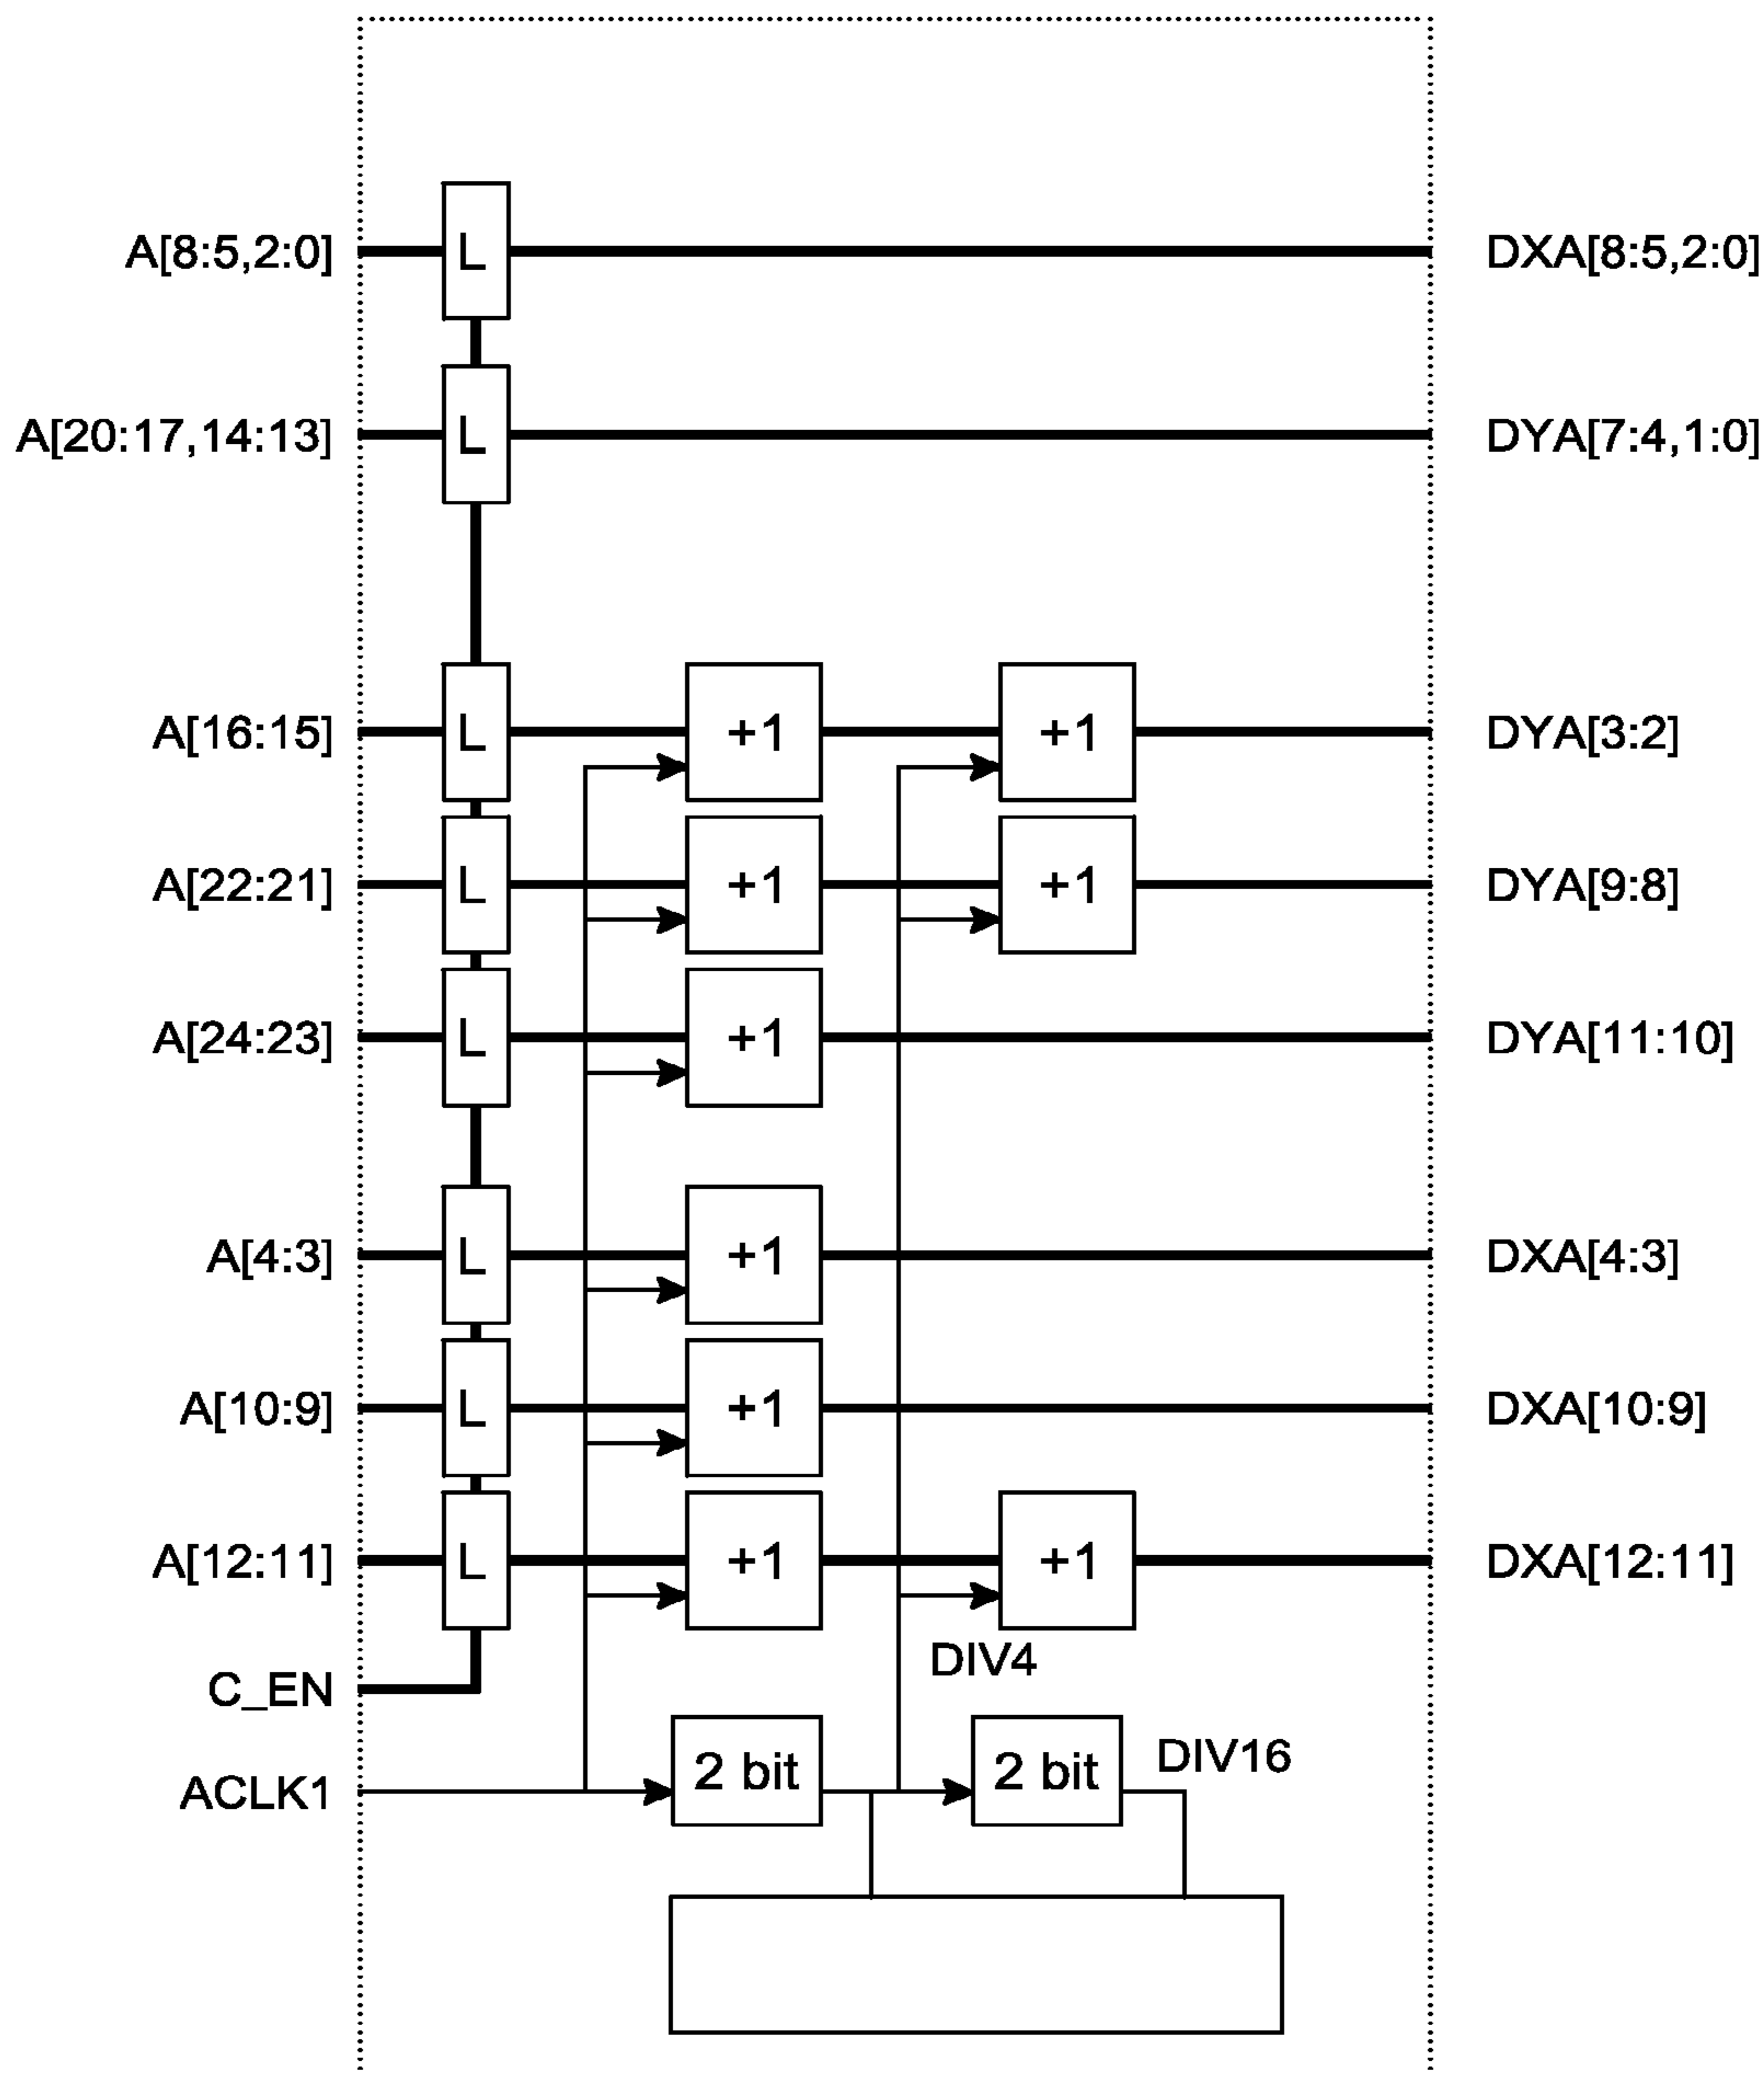 A[8:5,2:0] L DXA[8:5,2:0]
A[20:17,14:13] L DYA[7:4,1:0]
A[16:15] L +1 +1 DYA[3:2]
A[22:21] L +1 +1 DYA[9:8]
A[24:23] L +1 DYA[11:10]
A[4:3] L +1 DXA[4:3]
A[10:9] L +1 DXA[10:9]
A[12:11] L +1 +1 DXA[12:11]
DIV4
C_EN
2 bit 2 bit DIV16
ACLK1